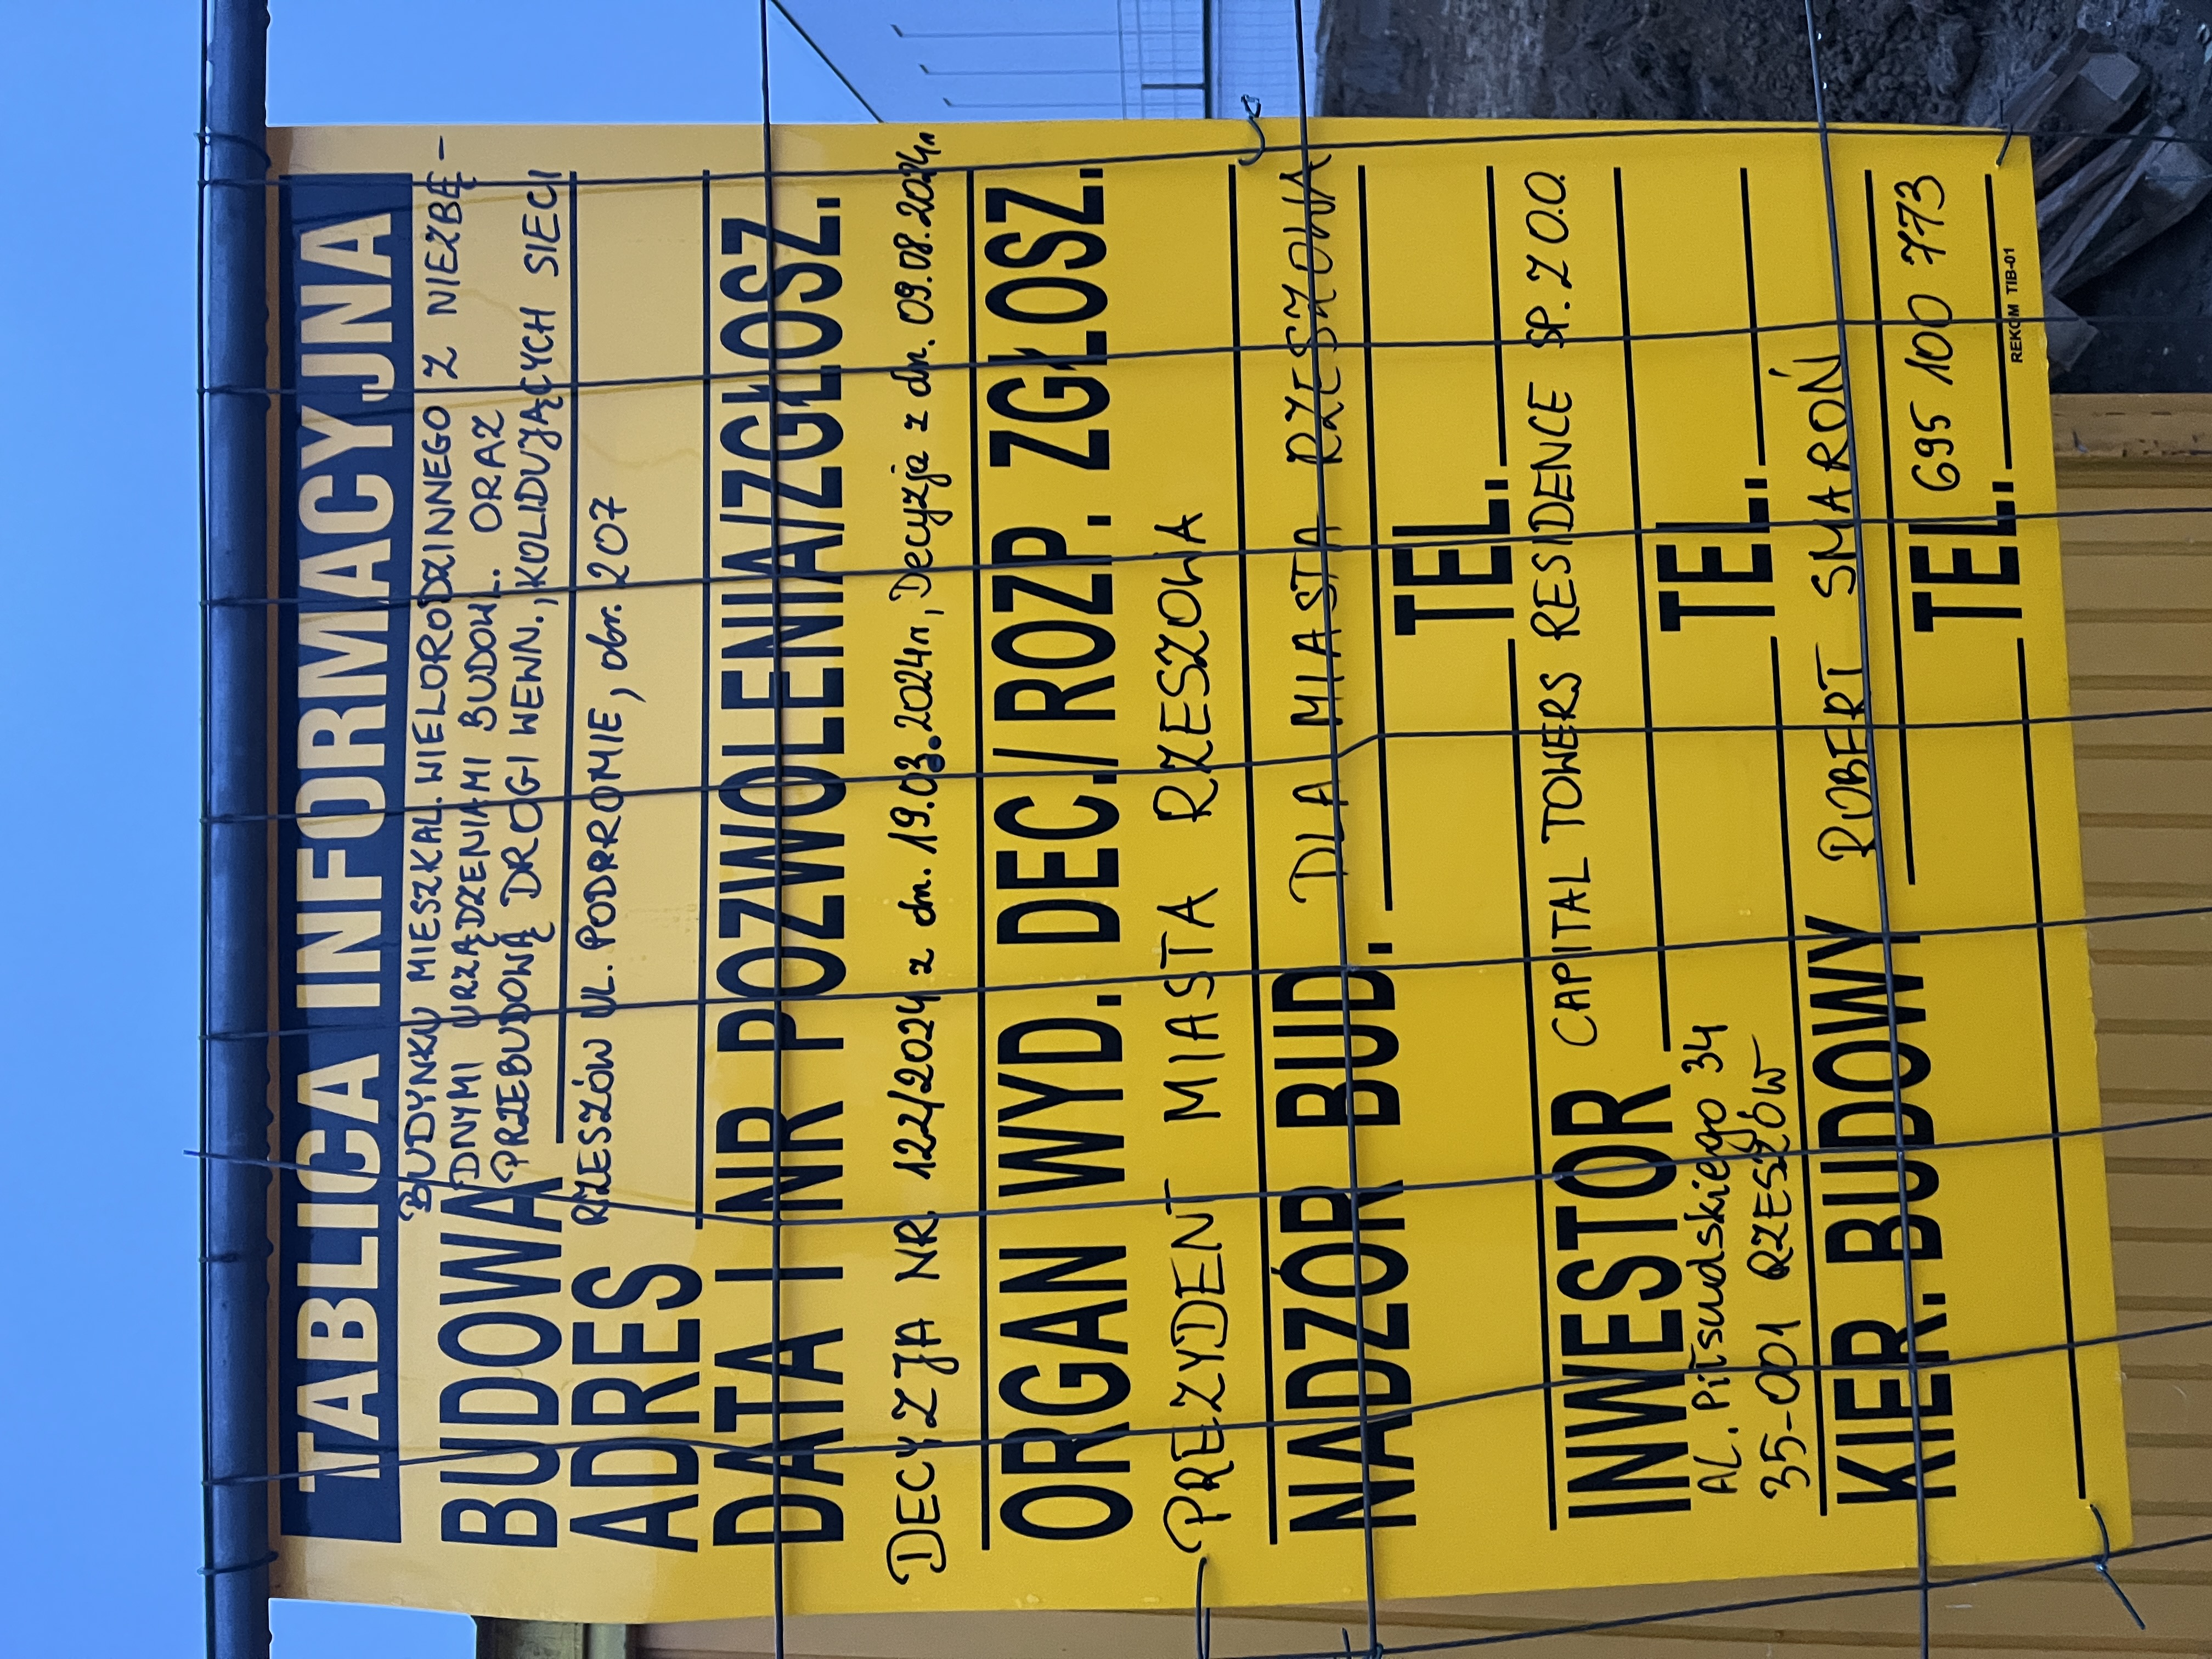 TABLICA INFORMACYJNA
BUDOWA BUDYNKU MIESZKAL. WIELORODZINNEGO Z NIEZBĘ-
DNYMI URZĄDZENIAMI BUDOWL. ORAZ
PRZEBUDOWĄ DROGI WEWN., KOLIDUJĄCYCH SIECI
ADRES RZESZÓW UL. PODPROMIE, obr. 207
DATA I NR POZWOLENIA/ZGŁOSZ.
DECYZJA NR. 122/2024 z dn. 19.03.2024r, Decyzja z dn. 09.08.2024r
ORGAN WYD. DEC./ROZP. ZGŁOSZ.
PREZYDENT MIASTA RZESZOWA
NADZÓR BUD. DLA MIASTA RZESZOWA
TEL.
INWESTOR CAPITAL TOWERS RESIDENCE SP. Z O.O.
AL. Piłsudskiego 34 TEL.
35-001 RZESZÓW
KIER. BUDOWY ROBERT SMAROŃ
TEL. 695 100 773
REKOM TIB-01